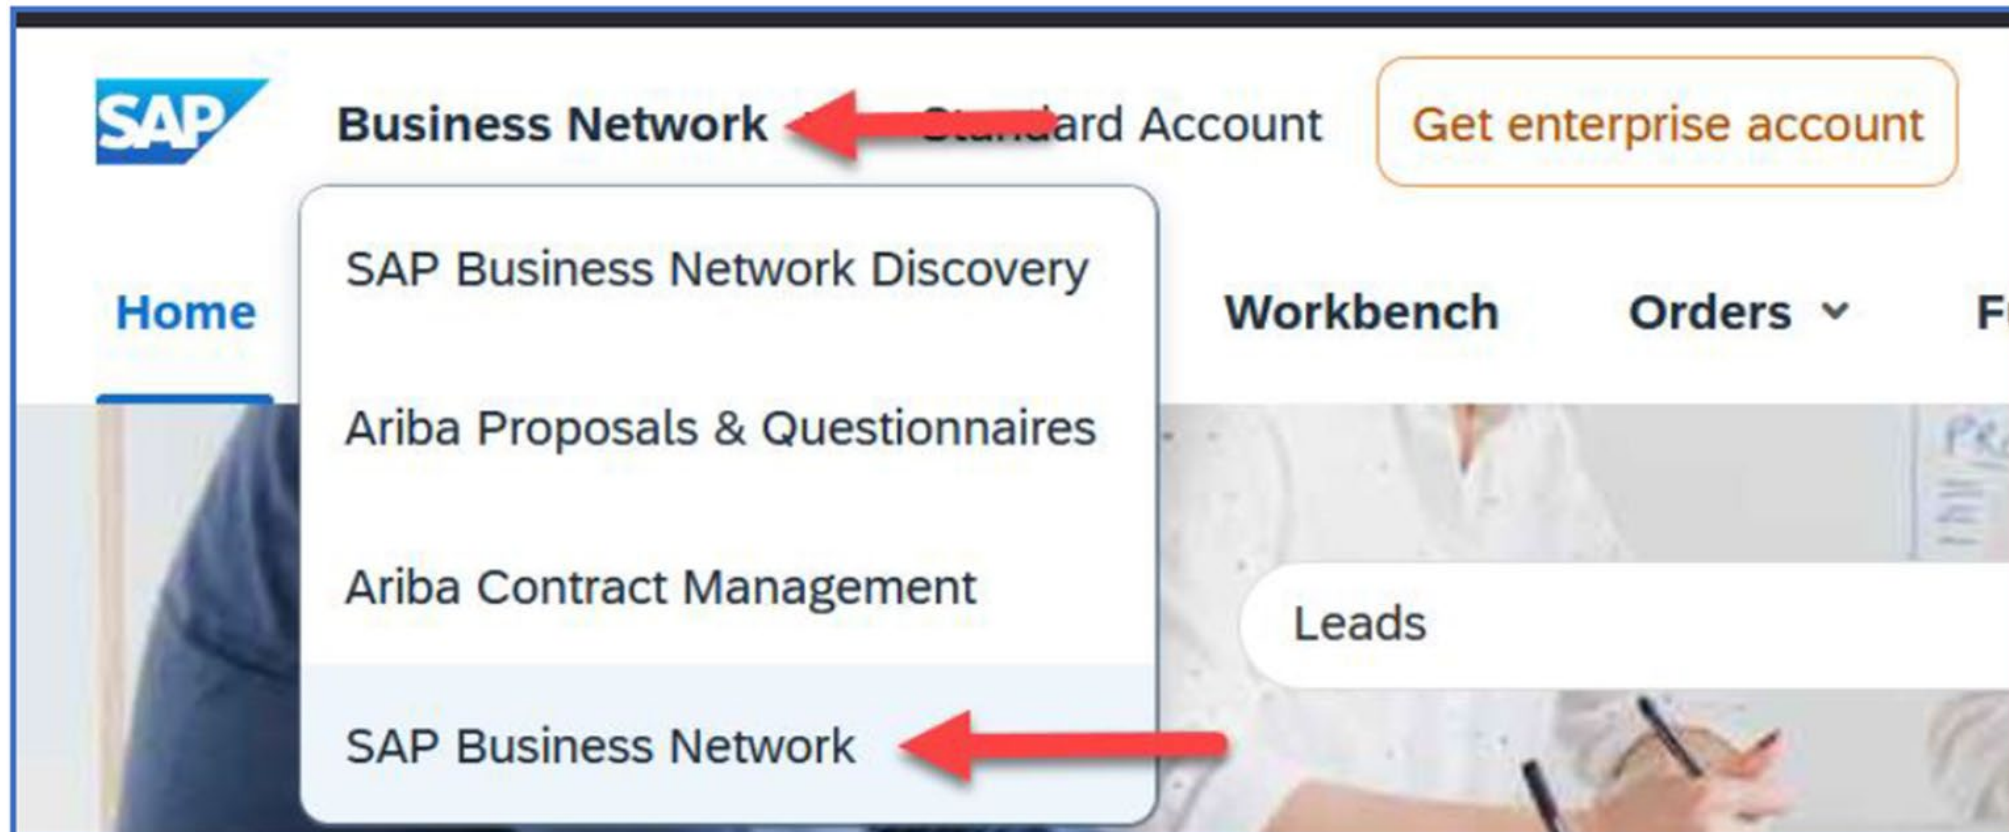 SAP Business Network Account Get enterprise account
SAP Business Network Discovery
Home Workbench Orders
Ariba Proposals & Questionnaires
Ariba Contract Management
Leads
SAP Business Network